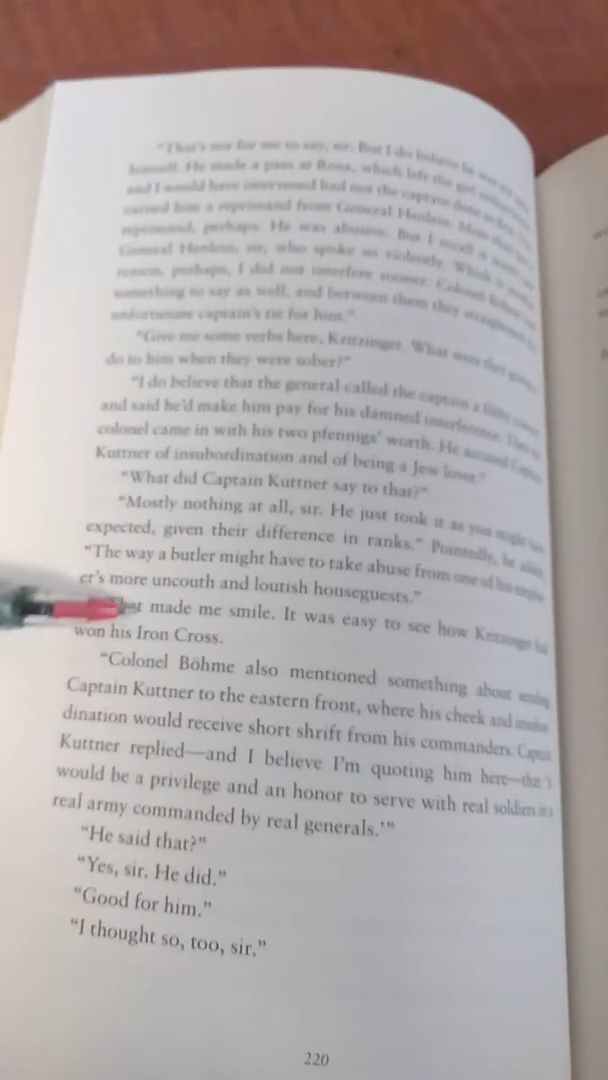 "That's not for me to say, sir. But I do believe he was
himself. He made a pass at Rosa, which left the girl
and I would have intervened had not the captain done so
earned him a reprimand from General Henlein. More than a
reprimand, perhaps. He was abusive. But I recall it
General Henlein, sir, who spoke so violently. Which is
reason, perhaps, I did not interfere sooner. Colonel Böhme
something to say as well, and between them they straightened
unfortunate captain's tie for him."
"Give me some verbs here, Kritzinger. What were they going
do to him when they were sober?"
"I do believe that the general called the captain a
and said he'd make him pay for his damned interference. Then
colonel came in with his two pfennigs' worth. He accused Captain
Kuttner of insubordination and of being a Jew lover."
"What did Captain Kuttner say to that?"
"Mostly nothing at all, sir. He just took it as you might have
expected, given their difference in ranks." Pointedly, he added,
"The way a butler might have to take abuse from one of his employ-
er's more uncouth and loutish houseguests."
That made me smile. It was easy to see how Kritzinger had
won his Iron Cross.
"Colonel Böhme also mentioned something about sending
Captain Kuttner to the eastern front, where his cheek and insubor-
dination would receive short shrift from his commanders. Captain
Kuttner replied—and I believe I'm quoting him here—that 'it
would be a privilege and an honor to serve with real soldiers in a
real army commanded by real generals.'"
"He said that?"
"Yes, sir. He did."
"Good for him."
"I thought so, too, sir."
220